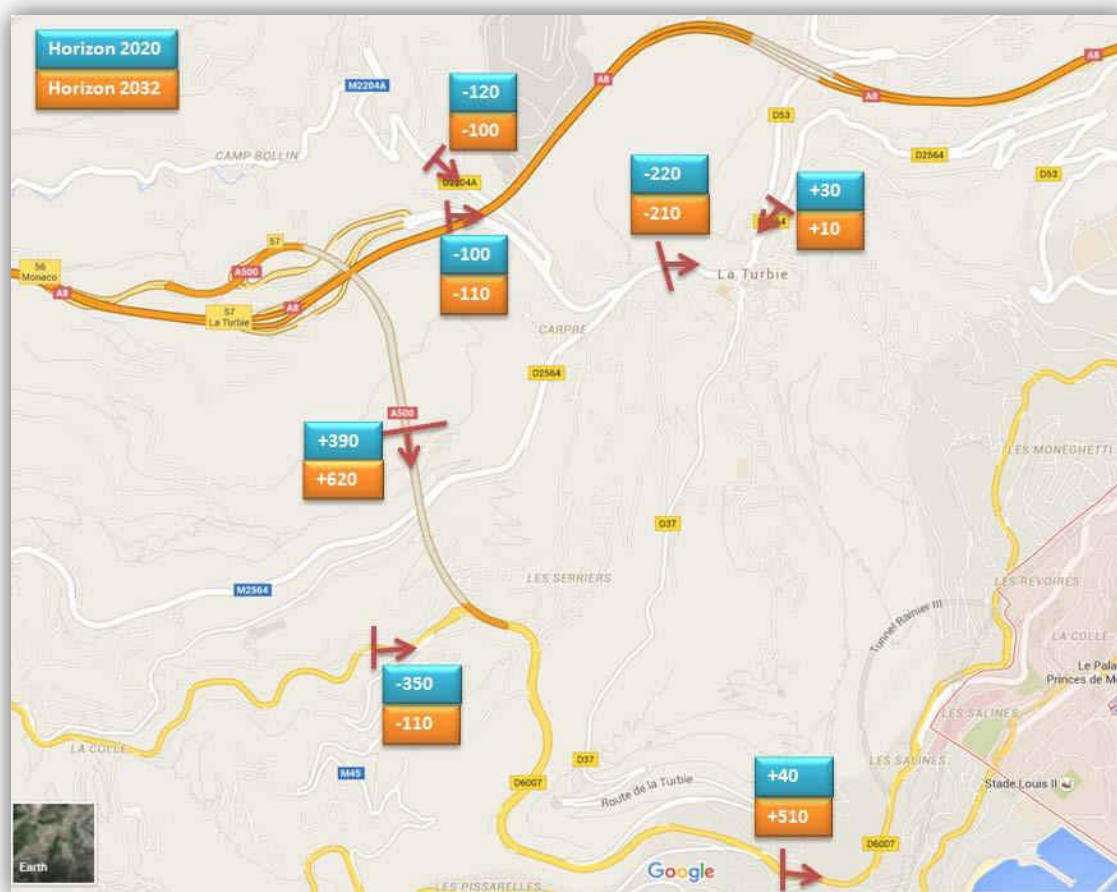 Horizon 2020
Horizon 2032
M2204A
-120
-100
A8
A8
A8
CAMP BOLLIN
D2204A
D53
D2564
D53
-220
-210
+30
+10
57
A500
56
Monaco
A8
57
La Turbie
A8
-100
-110
La Turbie
CARPRE
D2564
A500
+390
+620
LES MONEGHETTI
D37
M2564
LES SERRIERS
LES REVOIRES
Tunnel Rainier III
LA COLLE
Le Pala
Princes de M
-350
-110
LES SALINES
LA COLLE
LES SALINES
M45
D6007
D37
Route de la Turbie
+40
+510
Stade Louis II
D6007
Earth
Google
LES PISSARELLES